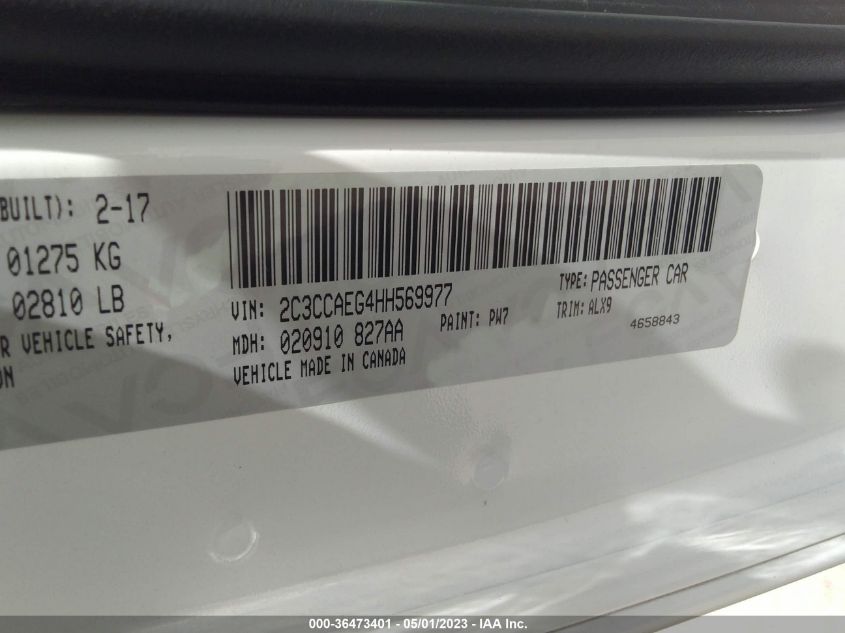 BUILT): 2-17
01275 KG
02810 LB
R VEHICLE SAFETY,
ON
VIN: 2C3CCAEG4HH569977
TYPE: PASSENGER CAR
MDH: 020910 827AA
PAINT: PW7
TRIM: ALX9
VEHICLE MADE IN CANADA
4658843
000-36473401 - 05/01/2023 - IAA Inc.